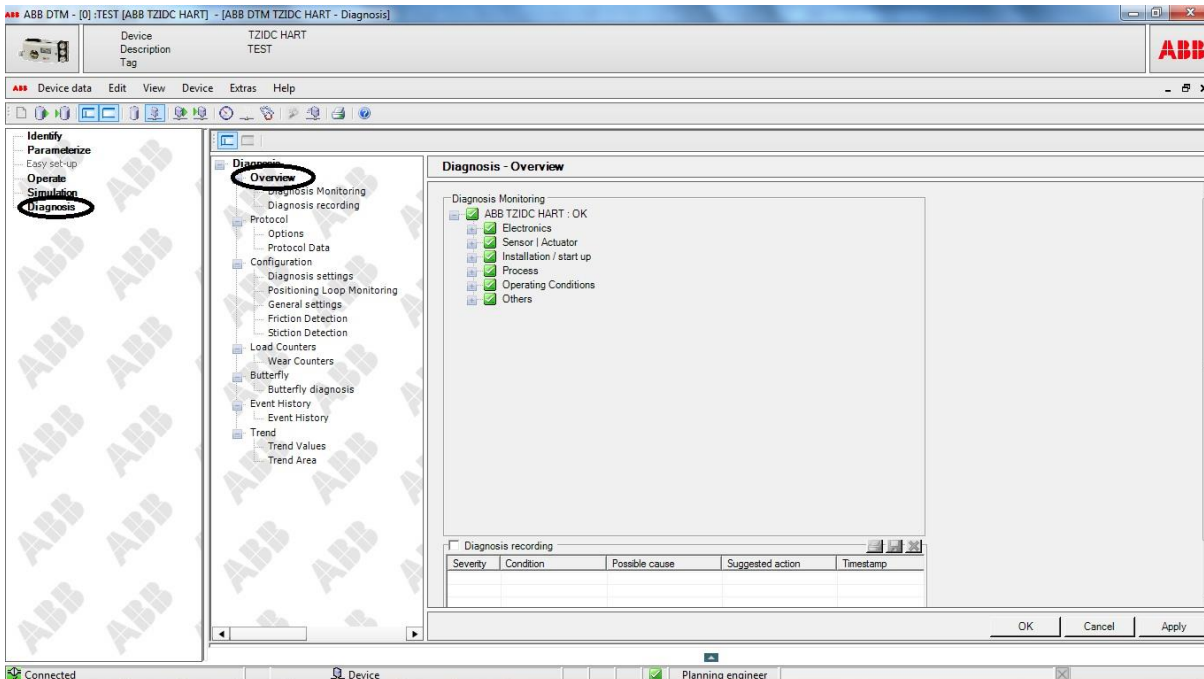 ABB ABB DTM - [0] :TEST [ABB TZIDC HART] - [ABB DTM TZIDC HART - Diagnosis]
Device TZIDC HART
Description TEST
Tag
ABB
ABB Device data Edit View Device Extras Help
Identify
Parameterize
Easy set-up
Operate
Simulation
Diagnosis
Diagnosis
Overview
Diagnosis Monitoring
Diagnosis recording
Protocol
Options
Protocol Data
Configuration
Diagnosis settings
Positioning Loop Monitoring
General settings
Friction Detection
Stiction Detection
Load Counters
Wear Counters
Butterfly
Butterfly diagnosis
Event History
Event History
Trend
Trend Values
Trend Area
Diagnosis - Overview
Diagnosis Monitoring
ABB TZIDC HART : OK
Electronics
Sensor | Actuator
Installation / start up
Process
Operating Conditions
Others
Diagnosis recording
Severity Condition Possible cause Suggested action Timestamp
OK Cancel Apply
Connected Device Planning engineer